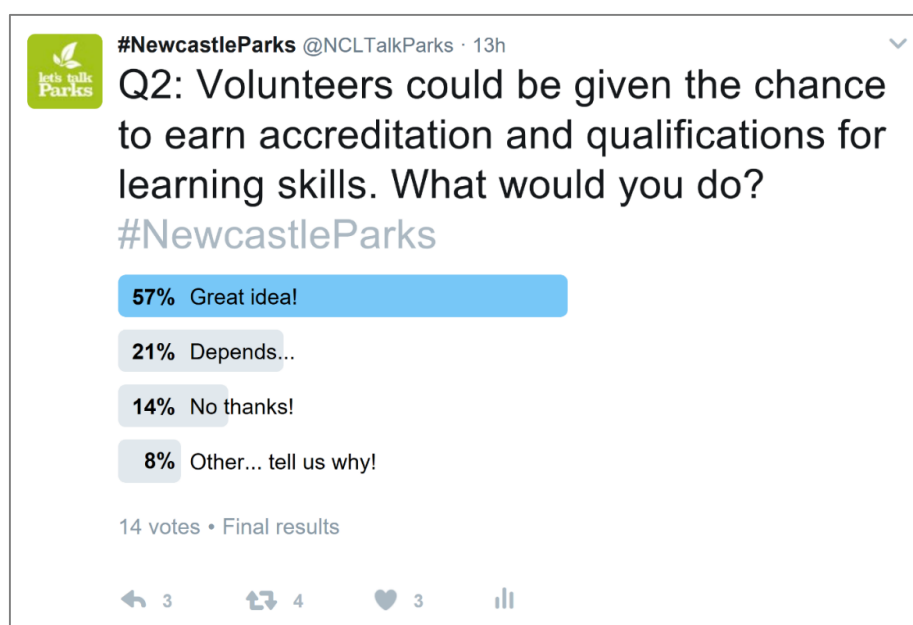 let's talk
Parks
#NewcastleParks @NCLTalkParks · 13h
Q2: Volunteers could be given the chance
to earn accreditation and qualifications for
learning skills. What would you do?
#NewcastleParks
57% Great idea!
21% Depends...
14% No thanks!
8% Other... tell us why!
14 votes • Final results
3 4 3